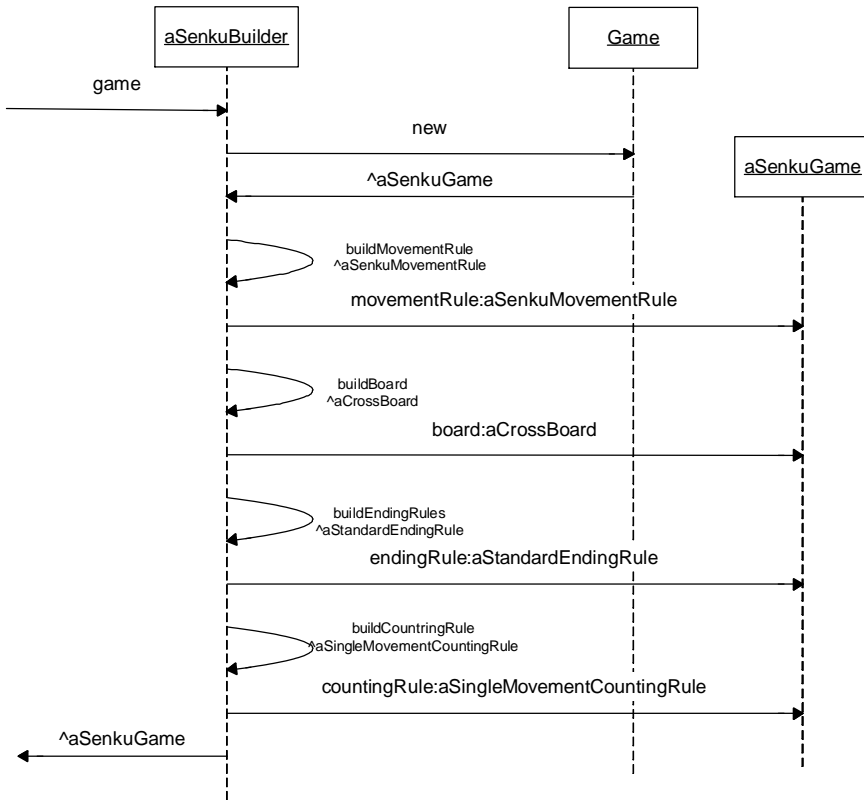 aSenkuBuilder
Game
game
new
aSenkuGame
^aSenkuGame
buildMovementRule
^aSenkuMovementRule
movementRule:aSenkuMovementRule
buildBoard
^aCrossBoard
board:aCrossBoard
buildEndingRules
^aStandardEndingRule
endingRule:aStandardEndingRule
buildCountringRule
^aSingleMovementCountingRule
countingRule:aSingleMovementCountingRule
^aSenkuGame